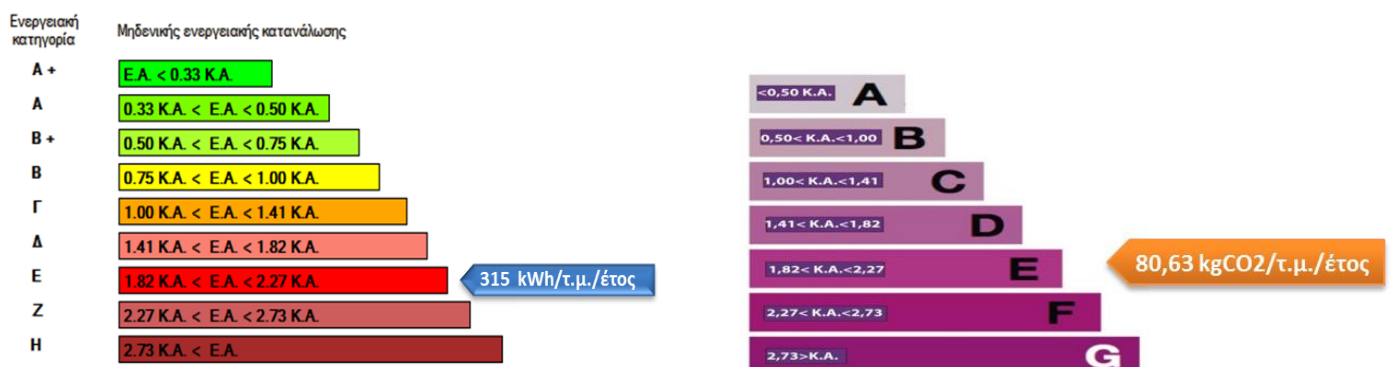 Ενεργειακή
κατηγορία
Μηδενικής ενεργειακής κατανάλωσης
Α +
Ε.Α. < 0.33 Κ.Α.
Α
0.33 Κ.Α. < Ε.Α. < 0.50 Κ.Α.
Β +
0.50 Κ.Α. < Ε.Α. < 0.75 Κ.Α.
Β
0.75 Κ.Α. < Ε.Α. < 1.00 Κ.Α.
Γ
1.00 Κ.Α. < Ε.Α. < 1.41 Κ.Α.
Δ
1.41 Κ.Α. < Ε.Α. < 1.82 Κ.Α.
Ε
1.82 Κ.Α. < Ε.Α. < 2.27 Κ.Α.
315 kWh/τ.μ./έτος
Ζ
2.27 Κ.Α. < Ε.Α. < 2.73 Κ.Α.
Η
2.73 Κ.Α. < Ε.Α.
<0,50 Κ.Α. A
0,50< Κ.Α.<1,00 B
1,00< Κ.Α.<1,41 C
1,41< Κ.Α.<1,82 D
1,82< Κ.Α.<2,27 E
80,63 kgCO2/τ.μ./έτος
2,27< Κ.Α.<2,73 F
2,73>Κ.Α. G